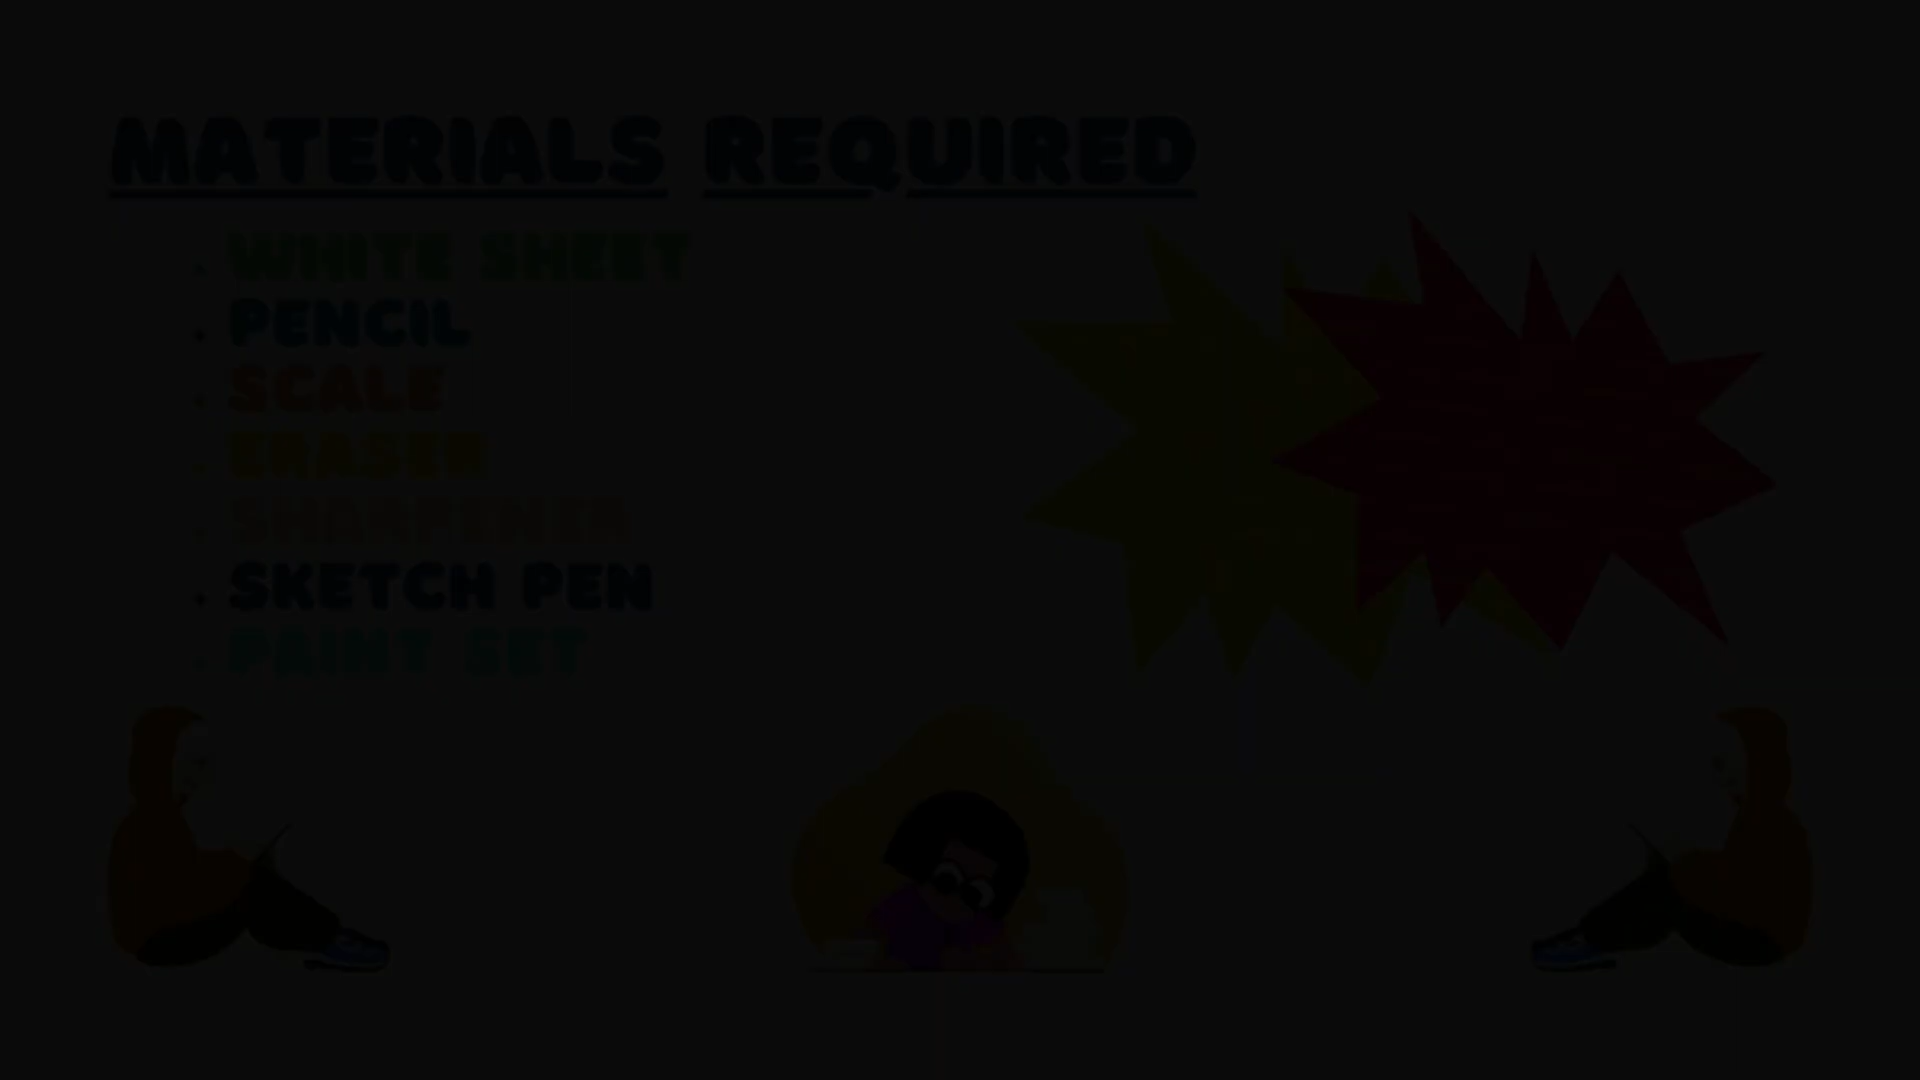 MATERIALS REQUIRED
WHITE SHEET
PENCIL
SCALE
ERASER
SHARPENER
SKETCH PEN
PAINT SET